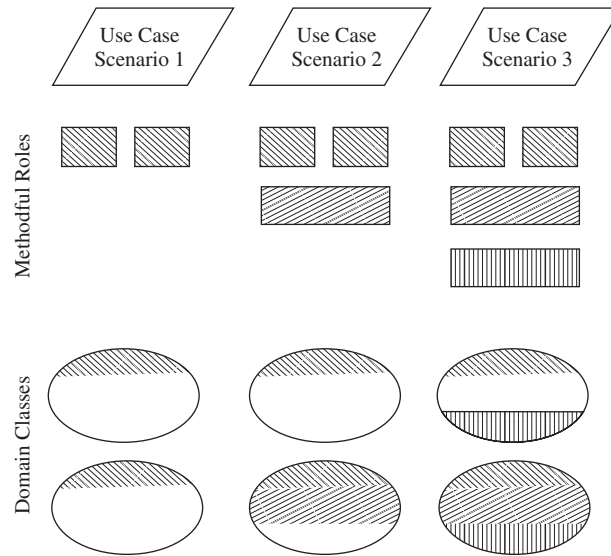 Use Case
Scenario 1
Use Case
Scenario 2
Use Case
Scenario 3
Methodful Roles
Domain Classes